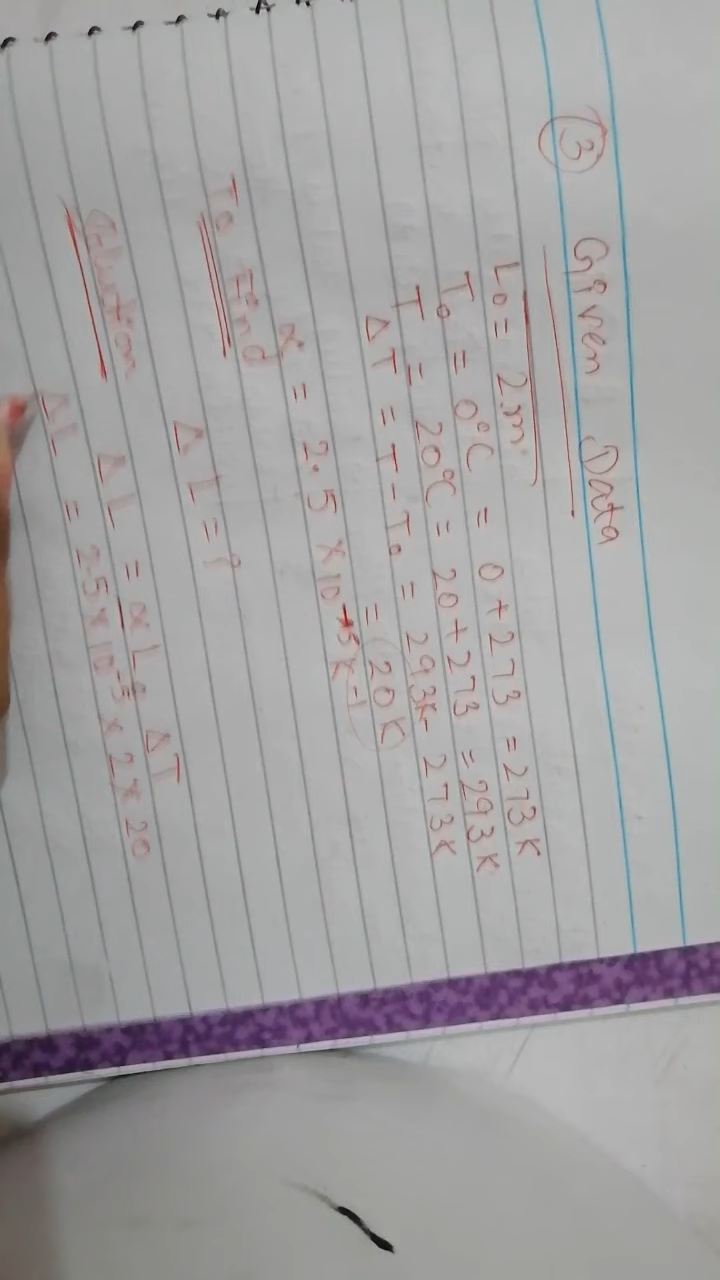 ③ Given Data
L₀ = 2m.
T₀ = 0°C = 0 + 273 = 273 K
T = 20°C = 20 + 273 = 293 K
ΔT = T - T₀ = 293K - 273K
= 20K
α = 2.5 × 10⁻⁵ K⁻¹
To Find
ΔL = ?
Solution ΔL = α L₀ ΔT
ΔL = 2.5 × 10⁻⁵ × 2 × 20